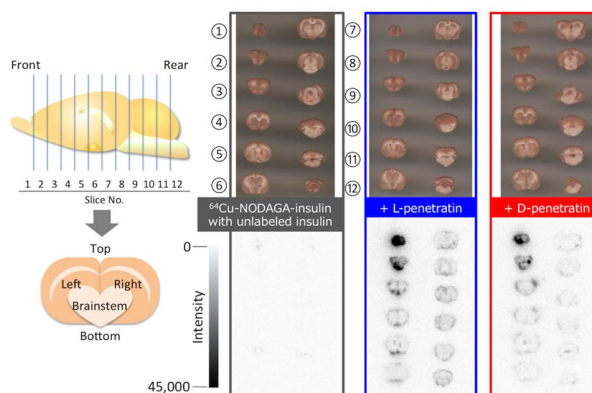 Front
Rear
1 2 3 4 5 6 7 8 9 10 11 12
Slice No.
Top
Left
Right
Brainstem
Bottom
0
Intensity
45,000
①
②
③
④
⑤
⑥
⁶⁴Cu-NODAGA-insulin
with unlabeled insulin
⑦
⑧
⑨
⑩
⑪
⑫
+ L-penetratin
+ D-penetratin